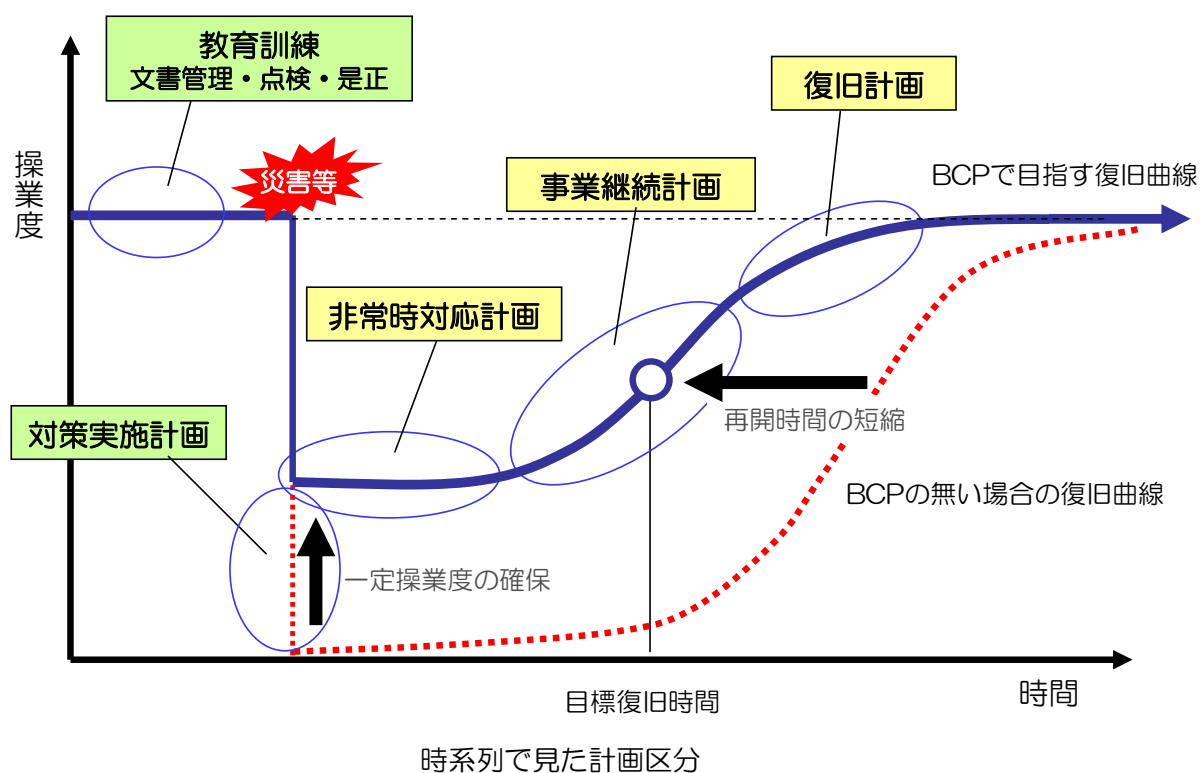 教育訓練
文書管理・点検・是正
復旧計画
操業度
災害等
事業継続計画
BCPで目指す復旧曲線
非常時対応計画
再開時間の短縮
対策実施計画
BCPの無い場合の復旧曲線
一定操業度の確保
目標復旧時間
時間
時系列で見た計画区分